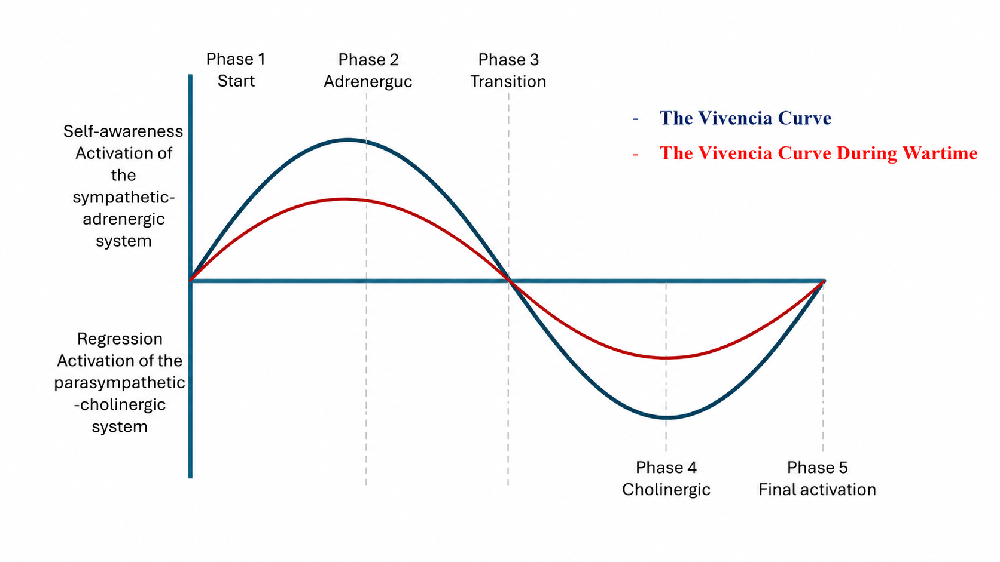 Phase 1
Start
Phase 2
Adrenerguc
Phase 3
Transition
- The Vivencia Curve
- The Vivencia Curve During Wartime
Self-awareness
Activation of
the
sympathetic-
adrenergic
system
Regression
Activation of the
parasympathetic
-cholinergic
system
Phase 4
Cholinergic
Phase 5
Final activation